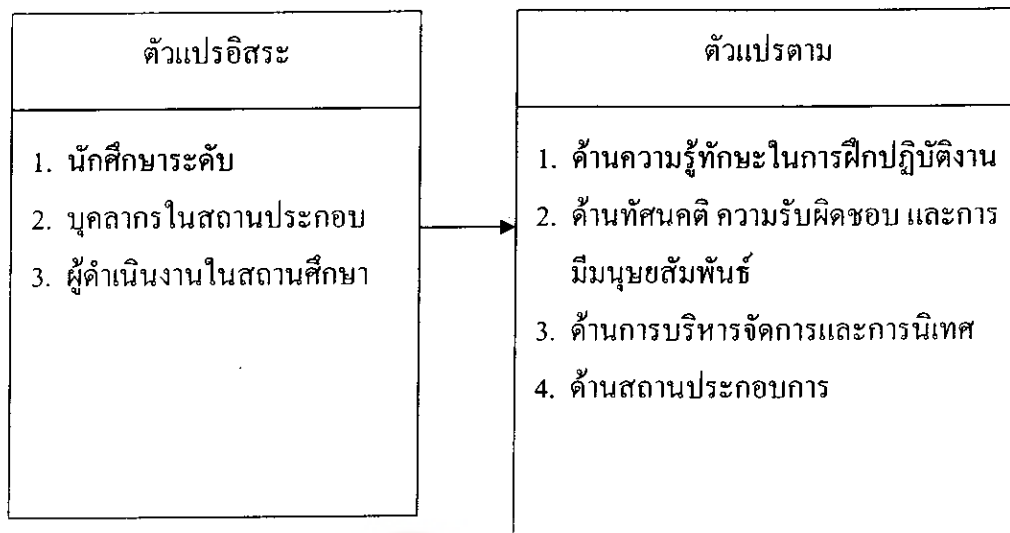 ตัวแปรอิสระ
1. นักศึกษาระดับ
2. บุคลากรในสถานประกอบ
3. ผู้ดำเนินงานในสถานศึกษา
ตัวแปรตาม
1. ด้านความรู้ทักษะในการฝึกปฏิบัติงาน
2. ด้านทัศนคติ ความรับผิดชอบ และการ
มีมนุษยสัมพันธ์
3. ด้านการบริหารจัดการและการนิเทศ
4. ด้านสถานประกอบการ